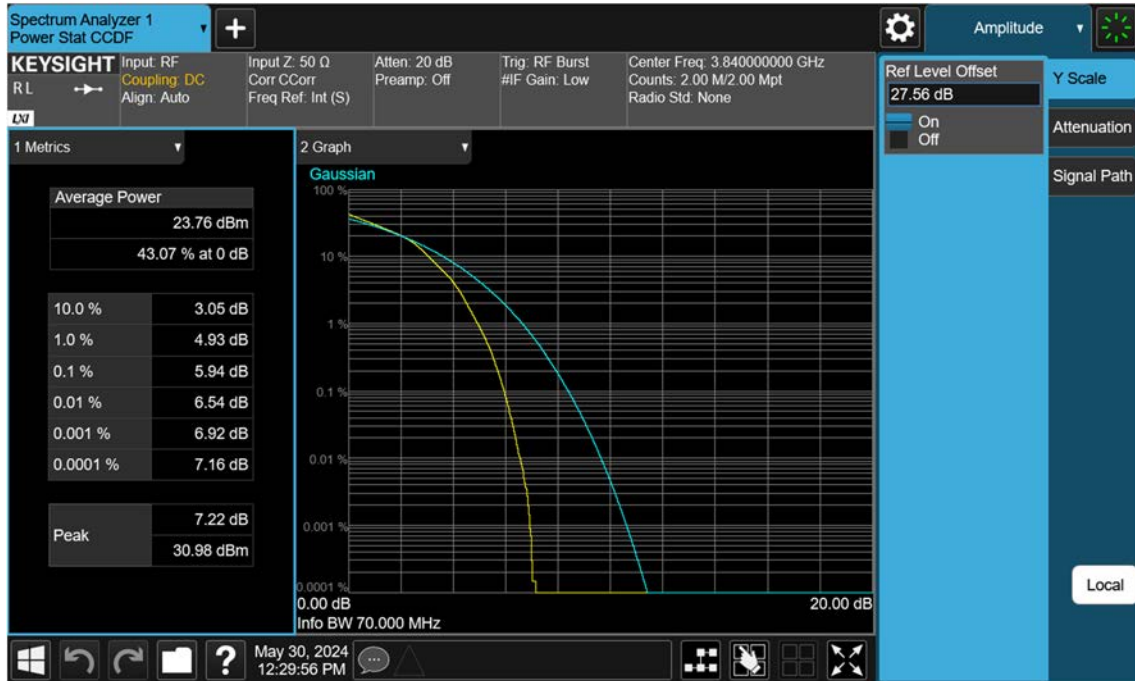 Spectrum Analyzer 1
Power Stat CCDF
Amplitude
KEYSIGHT
R L
LXI
Input: RF
Coupling: DC
Align: Auto
Input Z: 50 Ω
Corr CCorr
Freq Ref: Int (S)
Atten: 20 dB
Preamp: Off
Trig: RF Burst
#IF Gain: Low
Center Freq: 3.840000000 GHz
Counts: 2.00 M/2.00 Mpt
Radio Std: None
Ref Level Offset
27.56 dB
On
Off
Y Scale
Attenuation
Signal Path
1 Metrics
Average Power
23.76 dBm
43.07 % at 0 dB
10.0 % 3.05 dB
1.0 % 4.93 dB
0.1 % 5.94 dB
0.01 % 6.54 dB
0.001 % 6.92 dB
0.0001 % 7.16 dB
Peak
7.22 dB
30.98 dBm
2 Graph
Gaussian
100 %
10 %
1 %
0.1 %
0.01 %
0.001 %
0.0001 %
0.00 dB 20.00 dB
Info BW 70.000 MHz
Local
?
May 30, 2024
12:29:56 PM